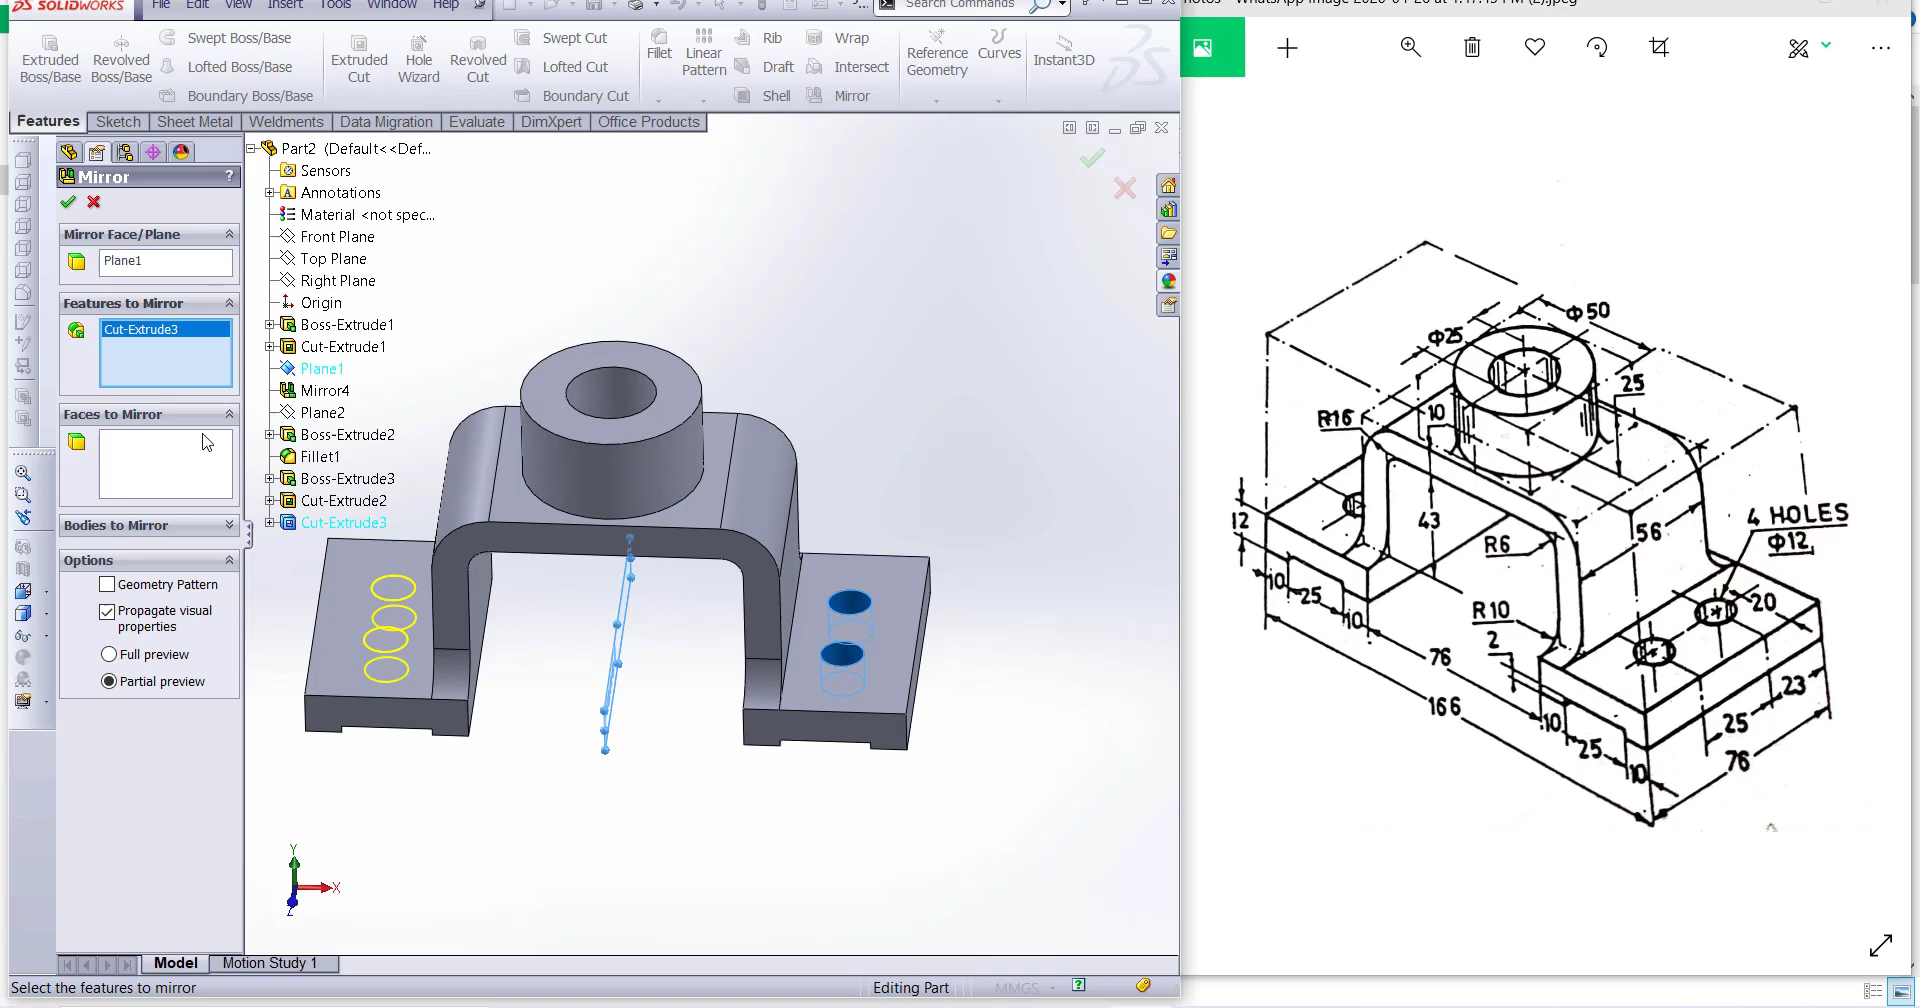 SOLIDWORKS File Edit View Insert Tools Window Help Search Commands
Photos - WhatsApp Image 2020-04-26 at
Extruded Boss/Base
Revolved Boss/Base
Swept Boss/Base
Lofted Boss/Base
Boundary Boss/Base
Extruded Cut
Hole Wizard
Revolved Cut
Swept Cut
Lofted Cut
Boundary Cut
Fillet
Linear Pattern
Rib
Draft
Shell
Wrap
Intersect
Mirror
Reference Geometry
Curves
Instant3D
Features Sketch Sheet Metal Weldments Data Migration Evaluate DimXpert Office Products
Mirror ?
Mirror Face/Plane
Plane1
Features to Mirror
Cut-Extrude3
Faces to Mirror
Bodies to Mirror
Options
Geometry Pattern
Propagate visual
properties
Full preview
Partial preview
Part2 (Default<<Def...
Sensors
Annotations
Material <not spec...
Front Plane
Top Plane
Right Plane
Origin
Boss-Extrude1
Cut-Extrude1
Plane1
Mirror4
Plane2
Boss-Extrude2
Fillet1
Boss-Extrude3
Cut-Extrude2
Cut-Extrude3
Y
X
Z
Model Motion Study 1
Select the features to mirror
Editing Part
MMGS
Φ50
Φ25
25
10
R16
12
43
56
4 HOLES
Φ12
R6
10
25
10
R10
2
20
76
166
10
25
10
23
25
76